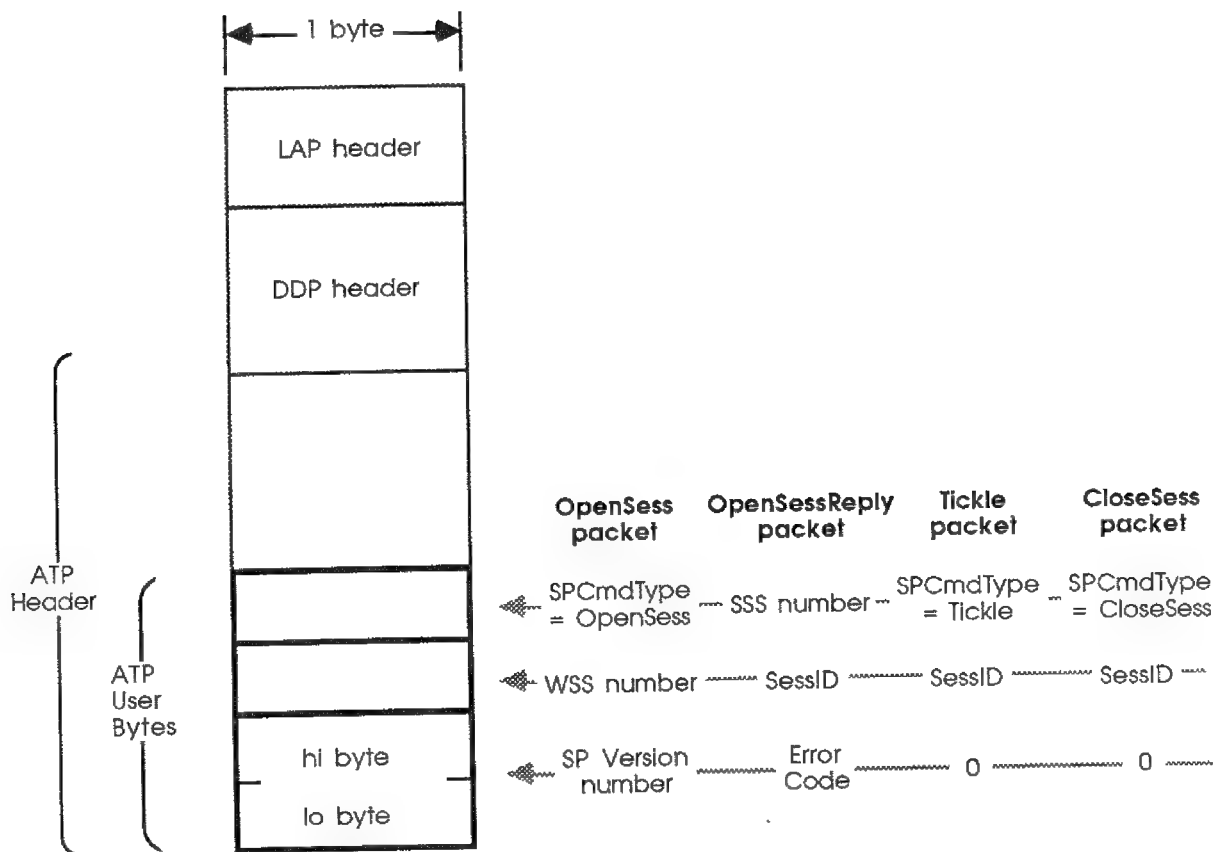 1 byte
LAP header
DDP header
OpenSess packet
OpenSessReply packet
Tickle packet
CloseSess packet
ATP Header
ATP User Bytes
SPCmdType = OpenSess
SSS number
SPCmdType = Tickle
SPCmdType = CloseSess
WSS number
SessID
SessID
SessID
hi byte
lo byte
SP Version number
Error Code
0
0